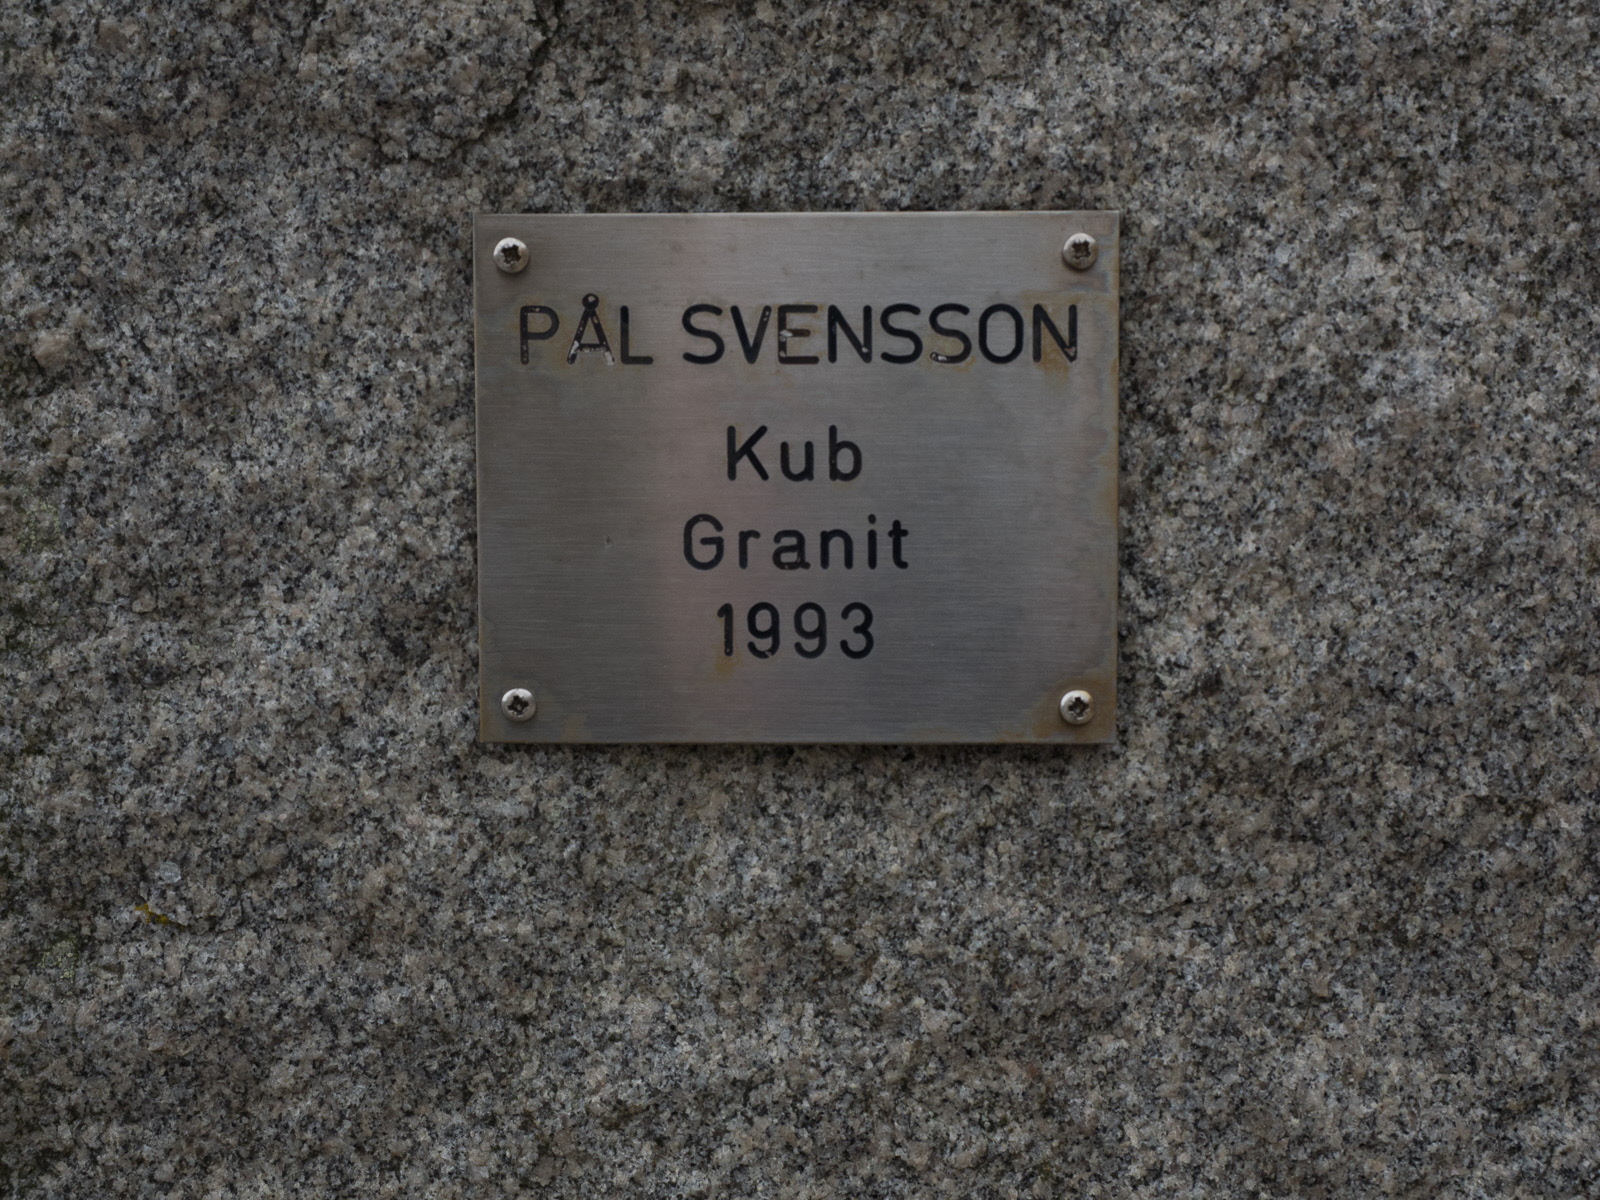 PÅL SVENSSON
Kub
Granit
1993